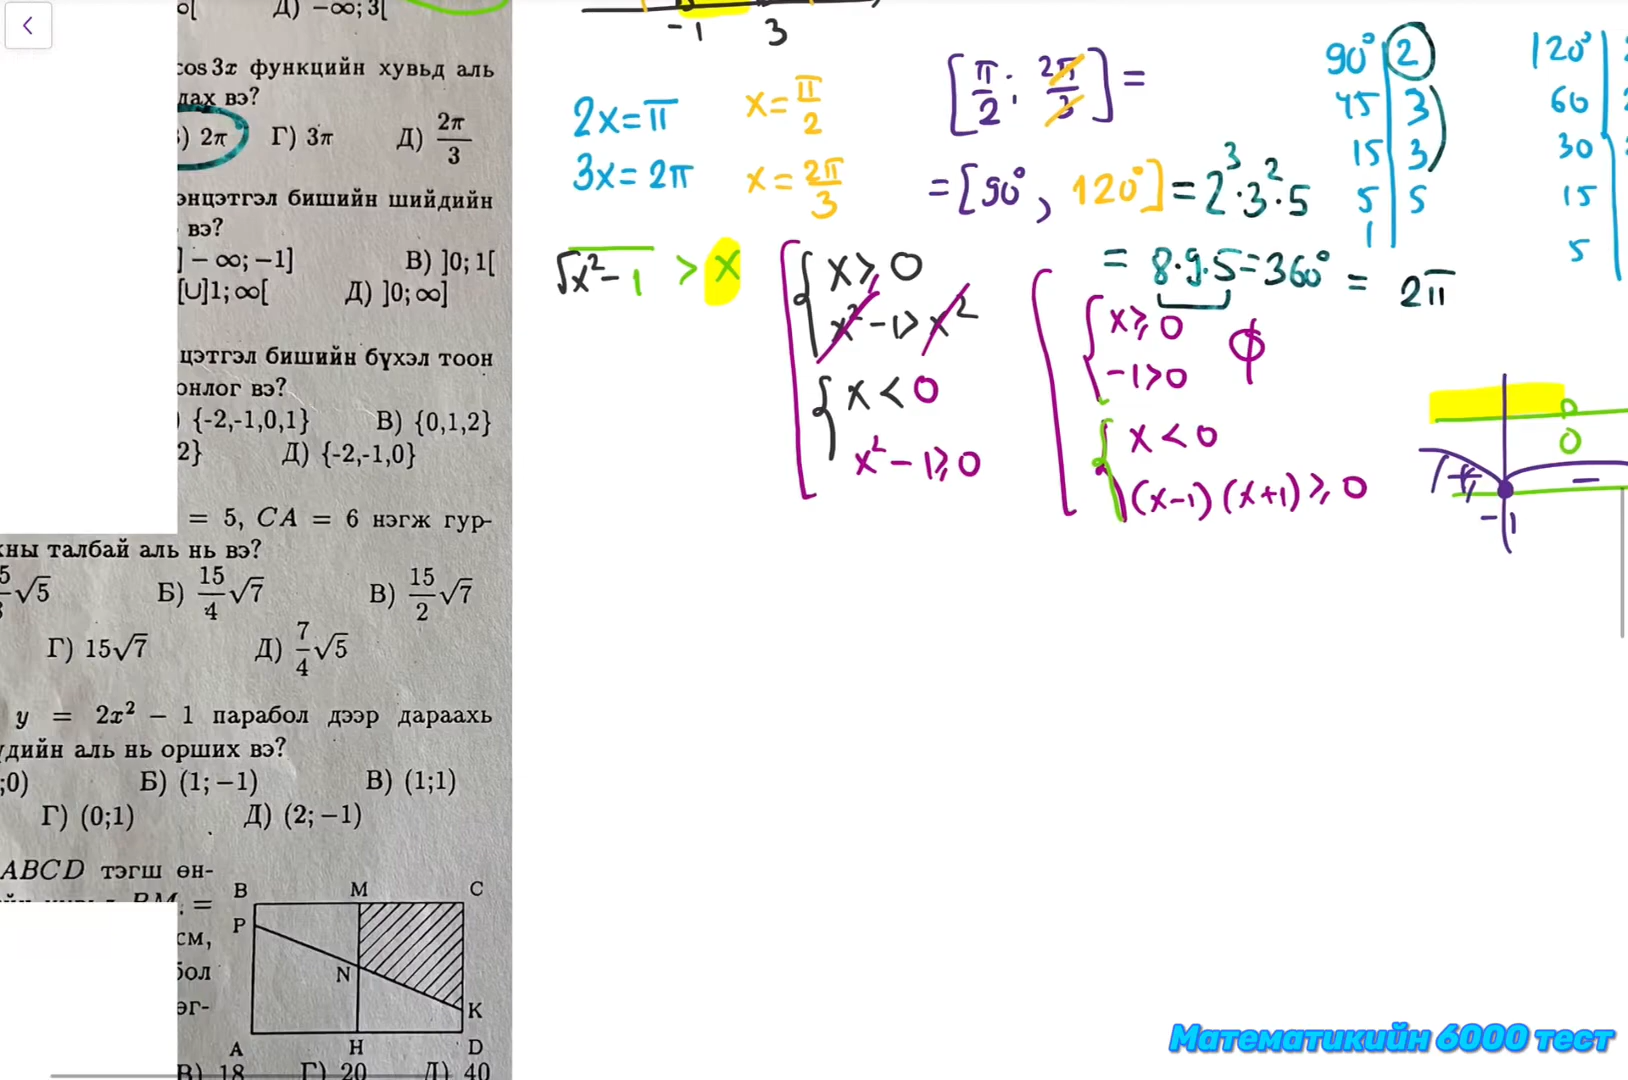 Д) −∞; 3[
cos 3x функцийн хувьд аль
лах вэ?
) 2π Г) 3π Д) 2π/3
энцэтгэл бишийн шийдийн
вэ?
] − ∞; −1] В) ]0; 1[
[∪]1; ∞[ Д) ]0; ∞]
цэтгэл бишийн бүхэл тоон
онлог вэ?
) {-2,-1,0,1} В) {0,1,2}
2} Д) {-2,-1,0}
= 5, CA = 6 нэгж гур-
ны талбай аль нь вэ?
√5 Б) 15/4 √7 В) 15/2 √7
Г) 15√7 Д) 7/4 √5
y = 2x² − 1 парабол дээр дараахь
дийн аль нь орших вэ?
;0) Б) (1; −1) В) (1;1)
Г) (0;1) Д) (2; −1)
ABCD тэгш өн-
=
см,
бол
эг-
B M C
P
N
K
A H D
В) 18 Г) 20 Д) 40
-1 3
2x=π x=π/2
3x=2π x=2π/3
[π/2; 2π/3] =
=[90°, 120°] = 2³·3²·5
= 8·9·5=360° = 2π
90° 2
45 3
15 3
5 5
1
120°
60
30
15
5
√x²-1 > x
x≥0
x²-1>x²
x<0
x²-1≥0
x≥0
-1>0
ϕ
x<0
(x-1)(x+1)≥0
0
+ -
-1
Математикийн 6000 тест